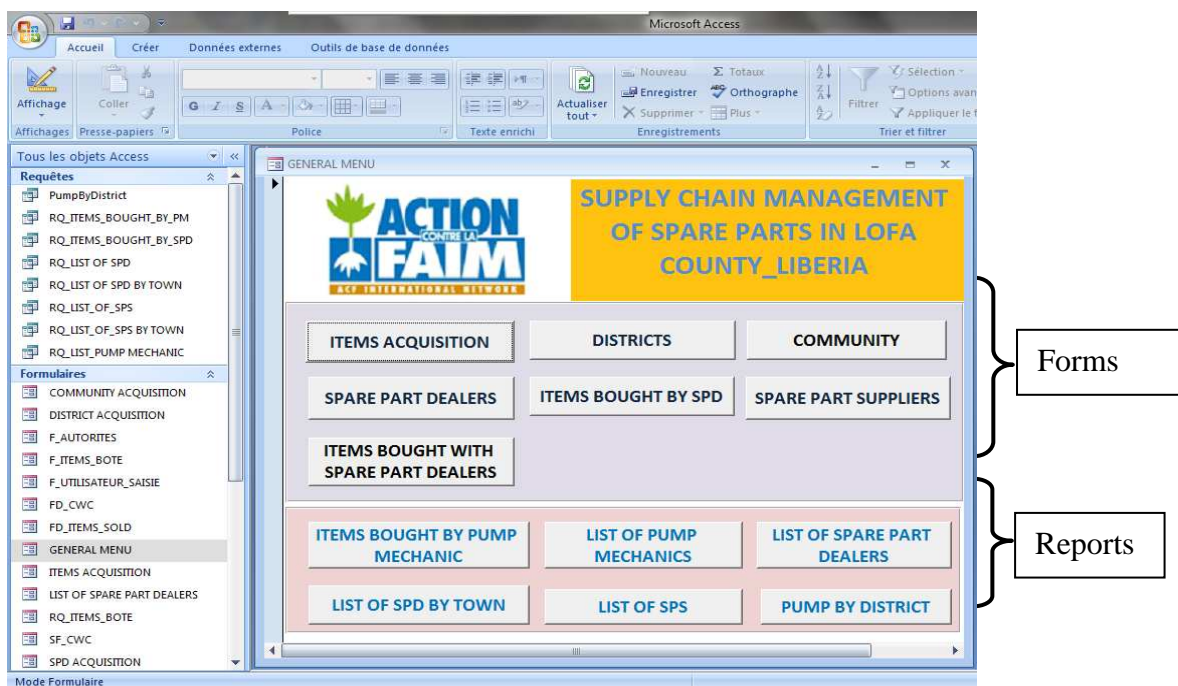 Microsoft Access
Accueil Créer Données externes Outils de base de données
Affichage
Coller
G I S A
Actualiser
tout
Nouveau
Enregistrer
Supprimer
Σ Totaux
Orthographe
Plus
Filtrer
Sélection
Options avan
Appliquer le f
Affichages Presse-papiers Police Texte enrichi Enregistrements Trier et filtrer
Tous les objets Access
Requêtes
PumpByDistrict
RQ_ITEMS_BOUGHT_BY_PM
RQ_ITEMS_BOUGHT_BY_SPD
RQ_LIST OF SPD
RQ_LIST OF SPD BY TOWN
RQ_LIST_OF_SPS
RQ_LIST_OF_SPS BY TOWN
RQ_LIST_PUMP MECHANIC
Formulaires
COMMUNITY ACQUISITION
DISTRICT ACQUISITION
F_AUTORITES
F_ITEMS_BOTE
F_UTILISATEUR_SAISIE
FD_CWC
FD_ITEMS_SOLD
GENERAL MENU
ITEMS ACQUISITION
LIST OF SPARE PART DEALERS
RQ_ITEMS_BOTE
SF_CWC
SPD ACQUISITION
Mode Formulaire
GENERAL MENU
ACTION
CONTRE LA
FAIM
ACF INTERNATIONAL NETWORK
SUPPLY CHAIN MANAGEMENT
OF SPARE PARTS IN LOFA
COUNTY_LIBERIA
ITEMS ACQUISITION
DISTRICTS
COMMUNITY
SPARE PART DEALERS
ITEMS BOUGHT BY SPD
SPARE PART SUPPLIERS
ITEMS BOUGHT WITH
SPARE PART DEALERS
ITEMS BOUGHT BY PUMP
MECHANIC
LIST OF PUMP
MECHANICS
LIST OF SPARE PART
DEALERS
LIST OF SPD BY TOWN
LIST OF SPS
PUMP BY DISTRICT
Forms
Reports